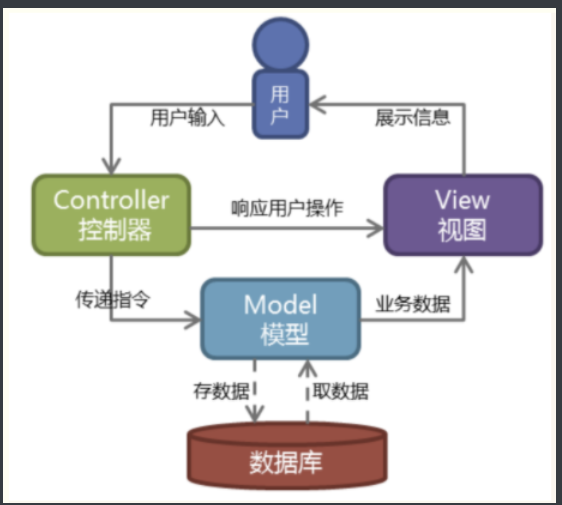 用
户
用户输入
展示信息
Controller
控制器
响应用户操作
View
视图
传递指令
Model
模型
业务数据
存数据
取数据
数据库